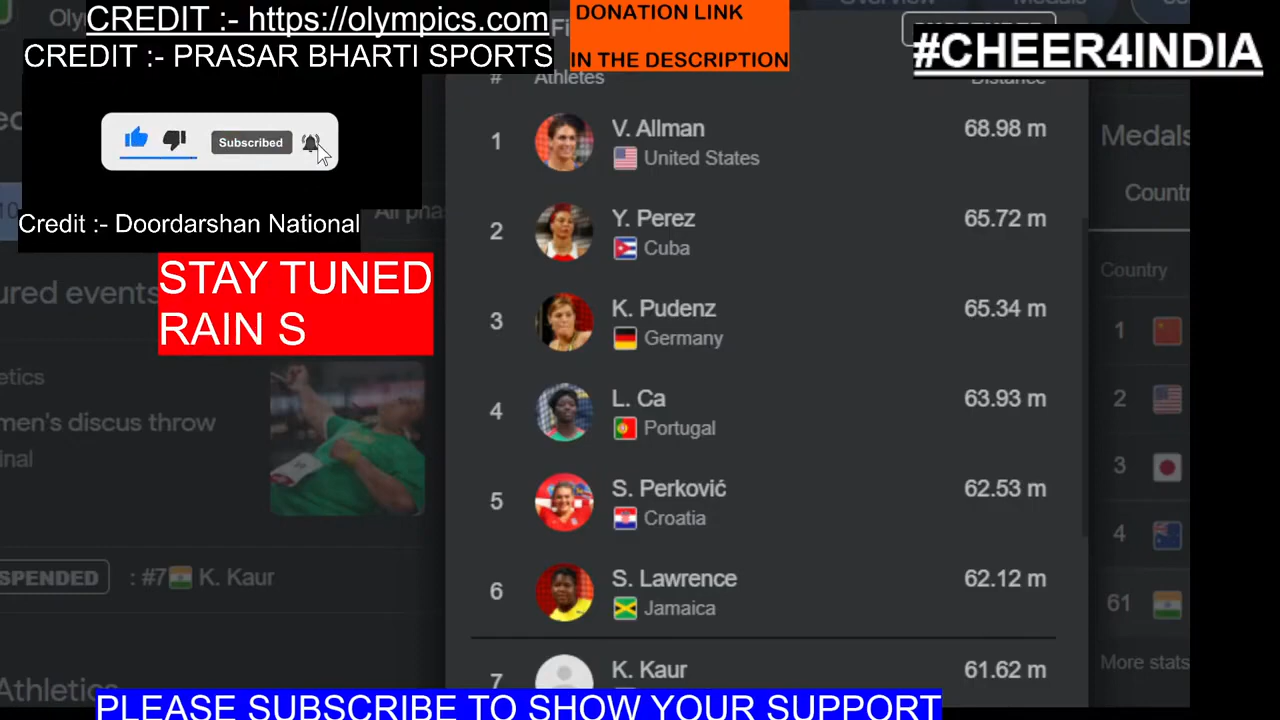 CREDIT :- https://olympics.com
CREDIT :- PRASAR BHARTI SPORTS
DONATION LINK
IN THE DESCRIPTION
#CHEER4INDIA
# Athletes Distance
Subscribed
Credit :- Doordarshan National
All pha
STAY TUNED
RAIN S
ured events
etics
men's discus throw
inal
SPENDED : #7 K. Kaur
Athletics
1 V. Allman 68.98 m
United States
2 Y. Perez 65.72 m
Cuba
3 K. Pudenz 65.34 m
Germany
4 L. Ca 63.93 m
Portugal
5 S. Perković 62.53 m
Croatia
6 S. Lawrence 62.12 m
Jamaica
7 K. Kaur 61.62 m
Medals
Countr
Country
1
2
3
4
61
More stats
PLEASE SUBSCRIBE TO SHOW YOUR SUPPORT